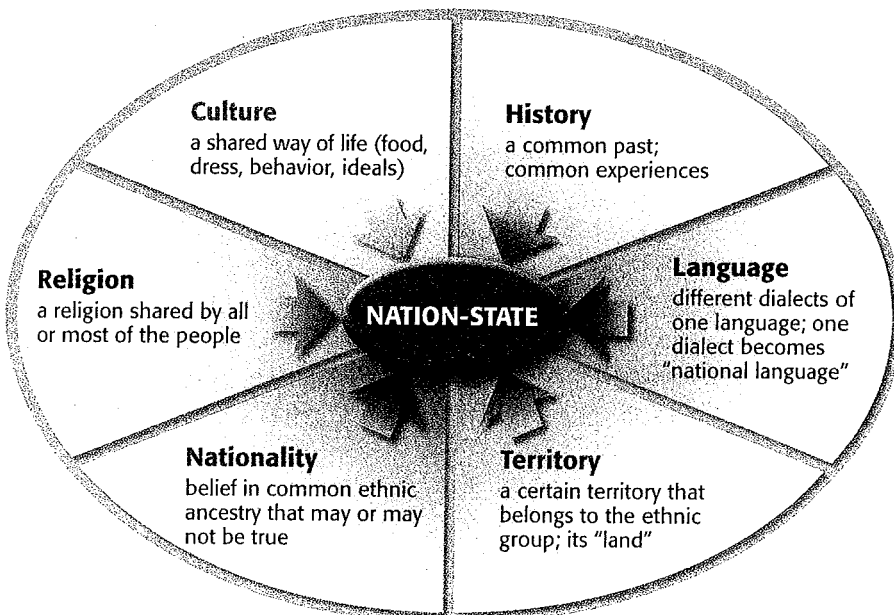 Culture
a shared way of life (food,
dress, behavior, ideals)
History
a common past;
common experiences
Religion
a religion shared by all
or most of the people
NATION-STATE
Language
different dialects of
one language; one
dialect becomes
"national language"
Nationality
belief in common ethnic
ancestry that may or may
not be true
Territory
a certain territory that
belongs to the ethnic
group; its "land"